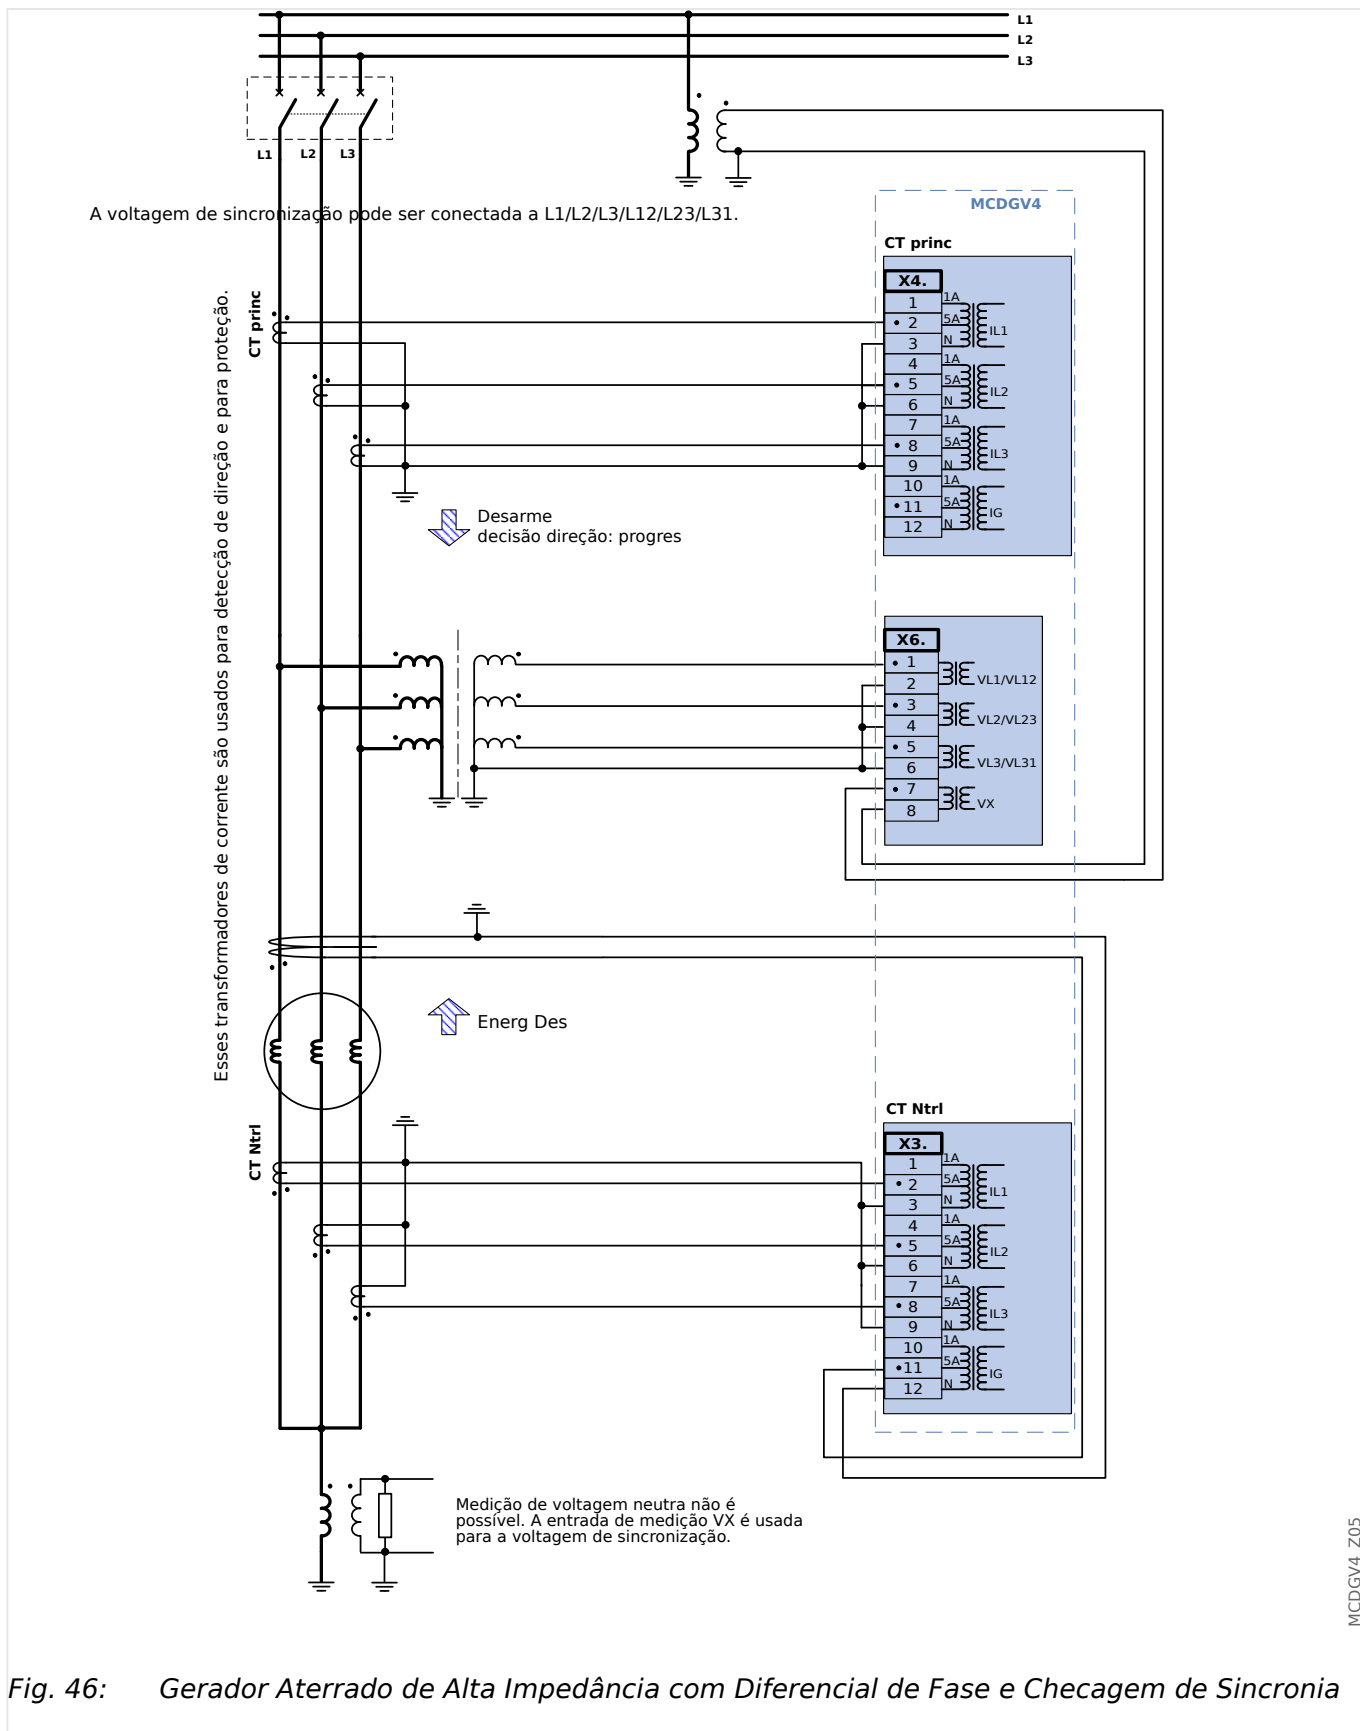 L1
L2
L3
L1
L2
L3
A voltagem de sincronização pode ser conectada a L1/L2/L3/L12/L23/L31.
MCDGV4
CT princ
Esses transformadores de corrente são usados para detecção de direção e para proteção.
CT princ
X4.
1 1A
2 5A IL1
3 N
4 1A
5 5A IL2
6 N
7 1A
8 5A IL3
9 N
10 1A
11 5A IG
12 N
Desarme
decisão direção: progres
X6.
1
2 VL1/VL12
3
4 VL2/VL23
5
6 VL3/VL31
7
8 VX
Energ Des
CT Ntrl
CT Ntrl
X3.
1 1A
2 5A IL1
3 N
4 1A
5 5A IL2
6 N
7 1A
8 5A IL3
9 N
10 1A
11 5A IG
12 N
Medição de voltagem neutra não é
possível. A entrada de medição VX é usada
para a voltagem de sincronização.
MCDGV4_Z05
Fig. 46: Gerador Aterrado de Alta Impedância com Diferencial de Fase e Checagem de Sincronia